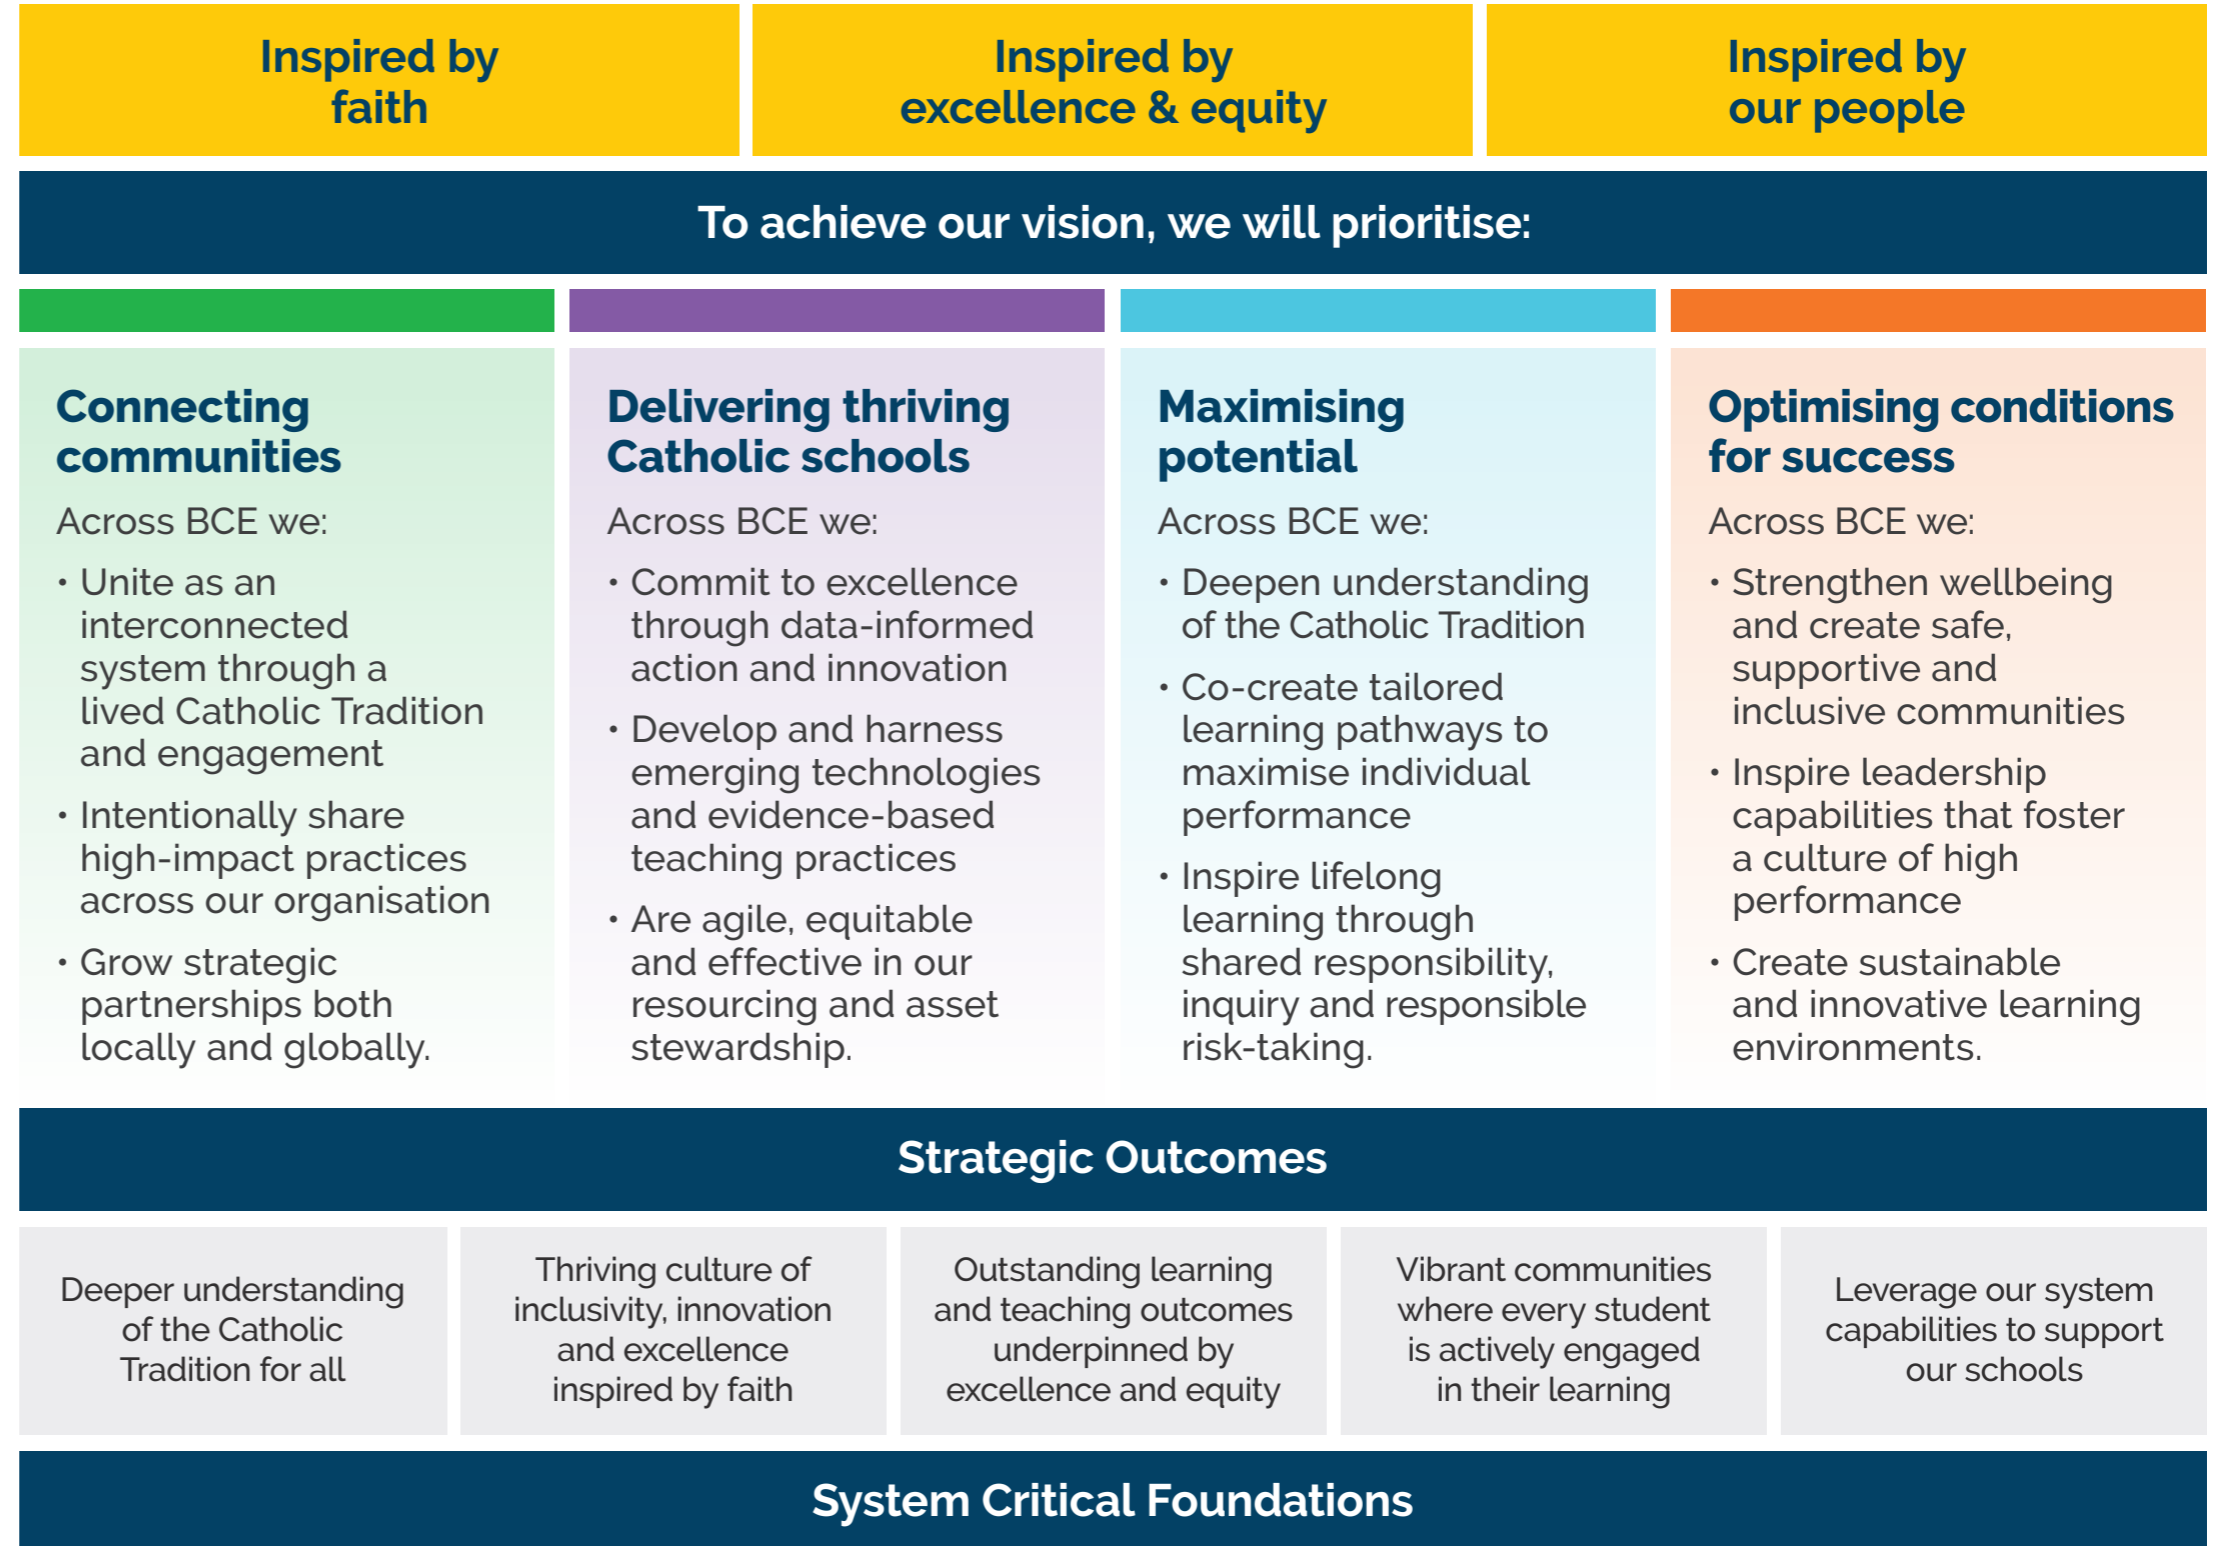 Inspired by
faith
Inspired by
excellence & equity
Inspired by
our people
To achieve our vision, we will prioritise:
Connecting
communities
Across BCE we:
• Unite as an
interconnected
system through a
lived Catholic Tradition
and engagement
• Intentionally share
high-impact practices
across our organisation
• Grow strategic
partnerships both
locally and globally.
Delivering thriving
Catholic schools
Across BCE we:
• Commit to excellence
through data-informed
action and innovation
• Develop and harness
emerging technologies
and evidence-based
teaching practices
• Are agile, equitable
and effective in our
resourcing and asset
stewardship.
Maximising
potential
Across BCE we:
• Deepen understanding
of the Catholic Tradition
• Co-create tailored
learning pathways to
maximise individual
performance
• Inspire lifelong
learning through
shared responsibility,
inquiry and responsible
risk-taking.
Optimising conditions
for success
Across BCE we:
• Strengthen wellbeing
and create safe,
supportive and
inclusive communities
• Inspire leadership
capabilities that foster
a culture of high
performance
• Create sustainable
and innovative learning
environments.
Strategic Outcomes
Deeper understanding
of the Catholic
Tradition for all
Thriving culture of
inclusivity, innovation
and excellence
inspired by faith
Outstanding learning
and teaching outcomes
underpinned by
excellence and equity
Vibrant communities
where every student
is actively engaged
in their learning
Leverage our system
capabilities to support
our schools
System Critical Foundations